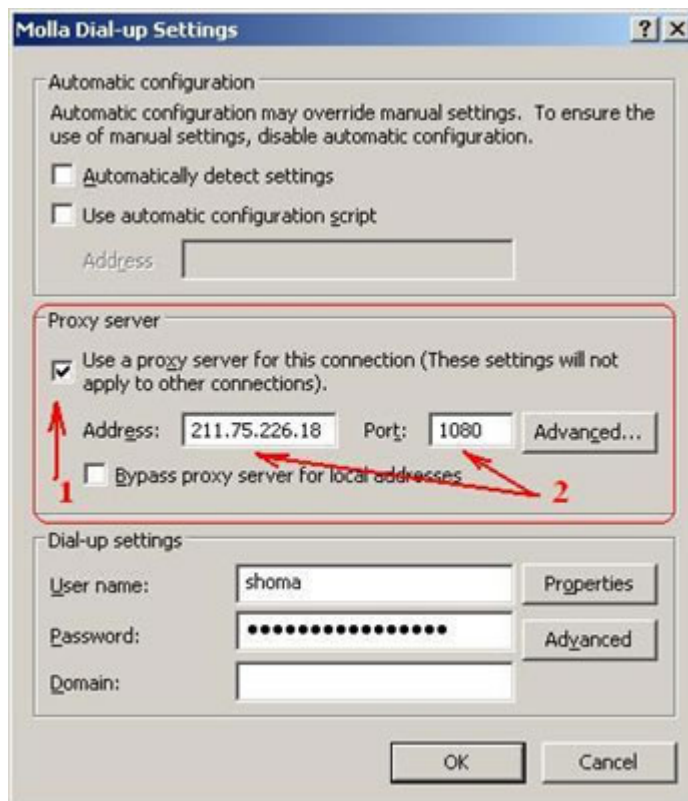 Molla Dial-up Settings
Automatic configuration
Automatic configuration may override manual settings. To ensure the
use of manual settings, disable automatic configuration.
Automatically detect settings
Use automatic configuration script
Address
Proxy server
Use a proxy server for this connection (These settings will not
apply to other connections).
Address: 211.75.226.18 Port: 1080 Advanced...
Bypass proxy server for local addresses
1 2
Dial-up settings
User name: shoma Properties
Password: ●●●●●●●●●●●●●●●● Advanced
Domain:
OK Cancel